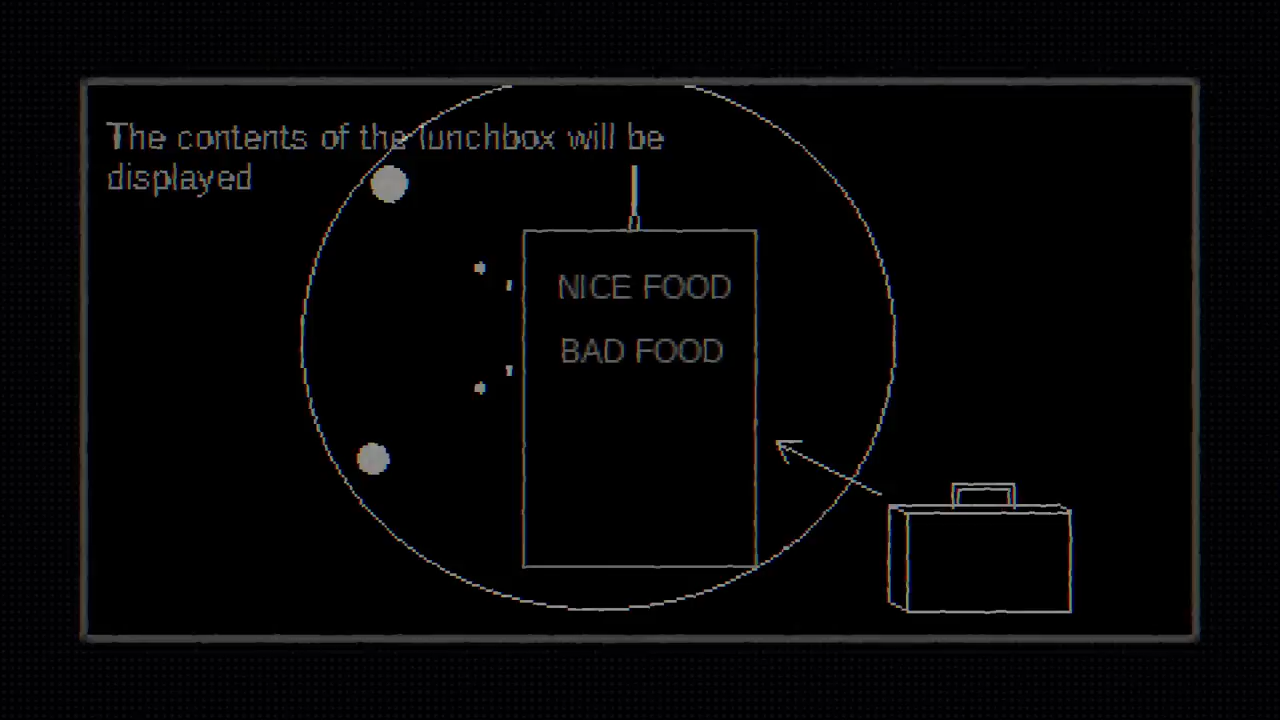 The contents of the lunchbox will be
displayed
NICE FOOD
BAD FOOD